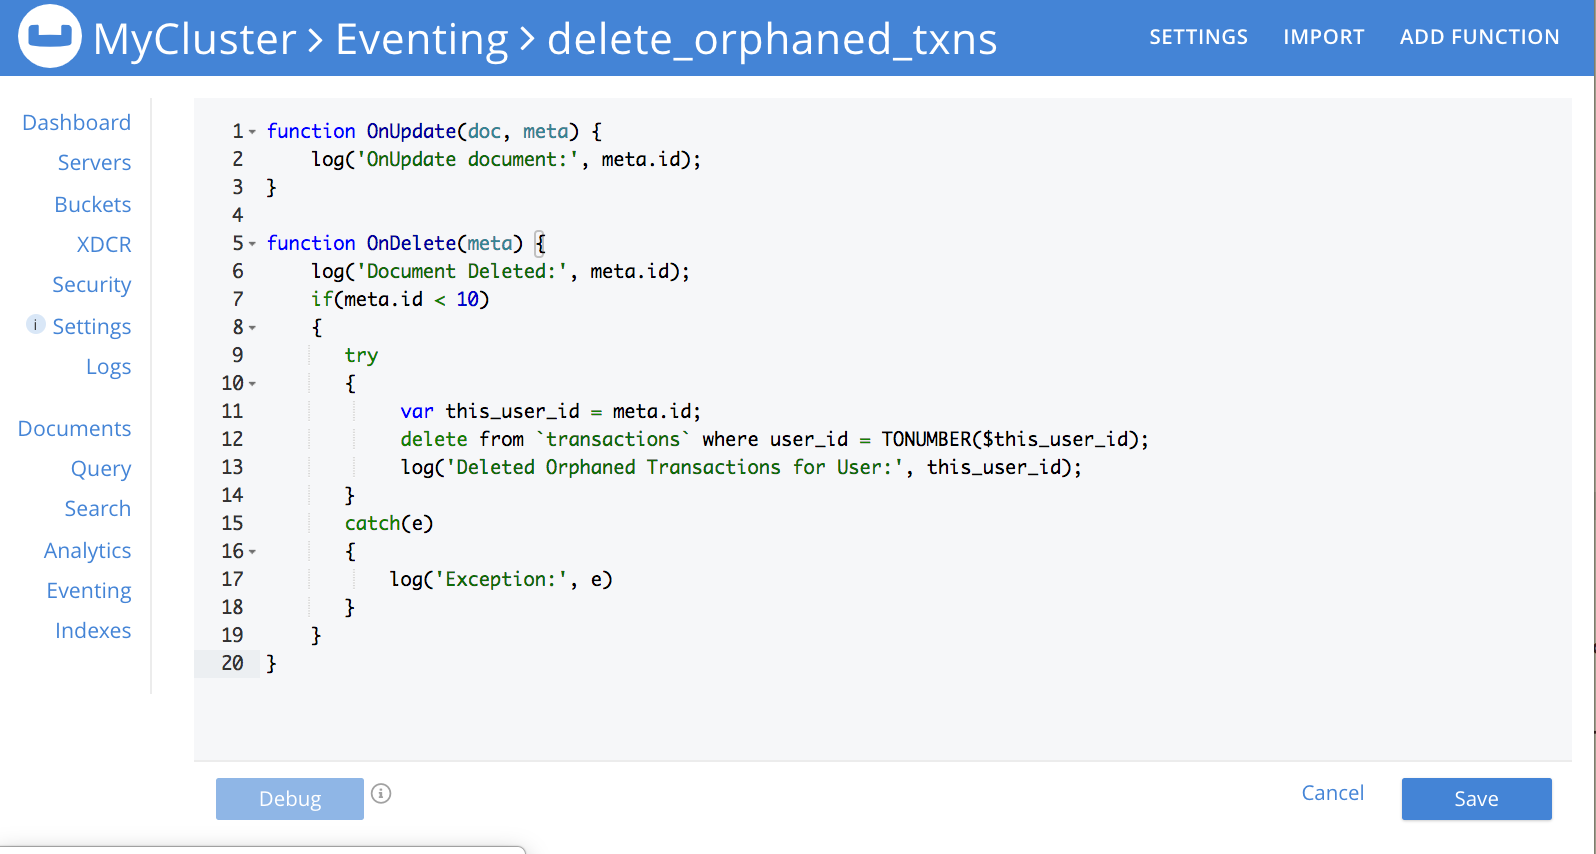 MyCluster > Eventing > delete_orphaned_txns
SETTINGS IMPORT ADD FUNCTION
Dashboard
Servers
Buckets
XDCR
Security
i Settings
Logs
Documents
Query
Search
Analytics
Eventing
Indexes
1 function OnUpdate(doc, meta) {
2     log('OnUpdate document:', meta.id);
3 }
4
5 function OnDelete(meta) {
6     log('Document Deleted:', meta.id);
7     if(meta.id < 10)
8     {
9        try
10        {
11             var this_user_id = meta.id;
12             delete from `transactions` where user_id = TONUMBER($this_user_id);
13             log('Deleted Orphaned Transactions for User:', this_user_id);
14        }
15        catch(e)
16        {
17            log('Exception:', e)
18        }
19     }
20 }
Debug i
Cancel
Save